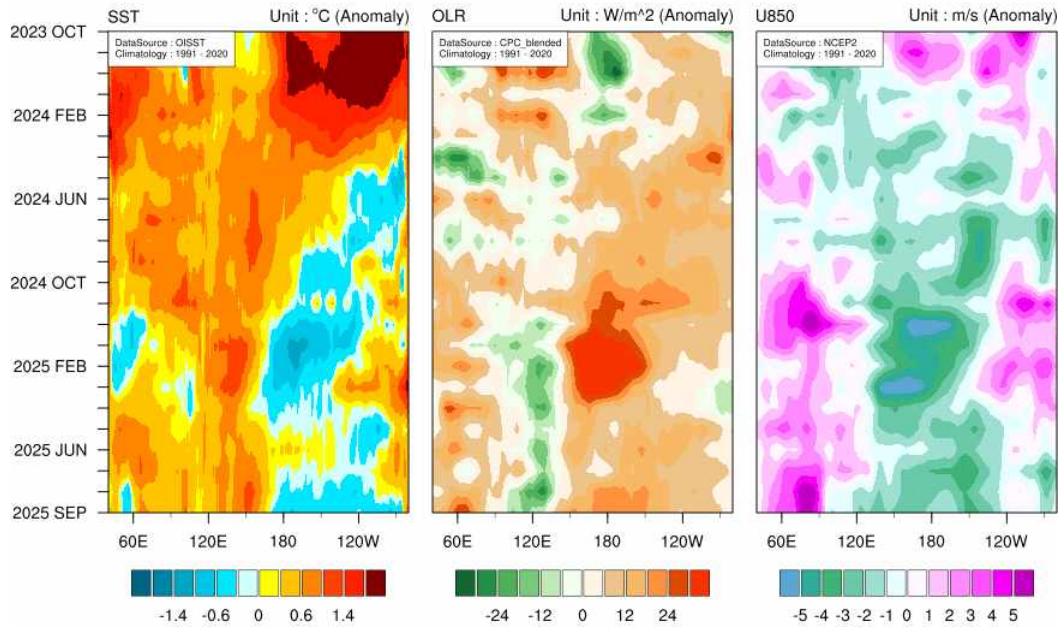 SST Unit : °C (Anomaly)
DataSource : OISST
Climatology : 1991 - 2020
2023 OCT
2024 FEB
2024 JUN
2024 OCT
2025 FEB
2025 JUN
2025 SEP
60E 120E 180 120W
-1.4 -0.6 0 0.6 1.4
OLR Unit : W/m^2 (Anomaly)
DataSource : CPC_blended
Climatology : 1991 - 2020
60E 120E 180 120W
-24 -12 0 12 24
U850 Unit : m/s (Anomaly)
DataSource : NCEP2
Climatology : 1991 - 2020
60E 120E 180 120W
-5 -4 -3 -2 -1 0 1 2 3 4 5